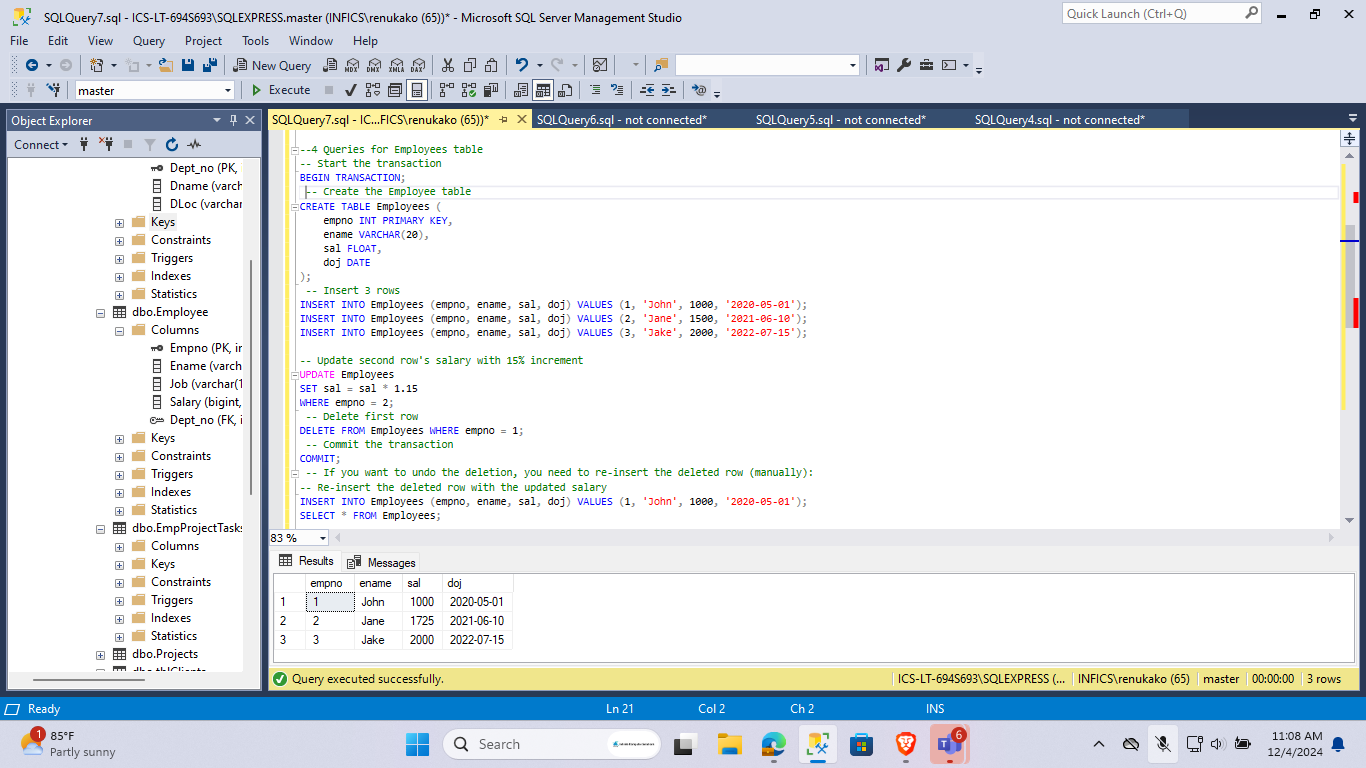 SQLQuery7.sql - ICS-LT-694S693\SQLEXPRESS.master (INFICS\renukako (65))* - Microsoft SQL Server Management Studio
Quick Launch (Ctrl+Q)
File Edit View Query Project Tools Window Help
New Query MDX DMX XMLA DAX
master Execute
Object Explorer
SQLQuery7.sql - IC...FICS\renukako (65))* SQLQuery6.sql - not connected* SQLQuery5.sql - not connected* SQLQuery4.sql - not connected*
Connect
Dept_no (PK,
Dname (varch
DLoc (varchar
Keys
Constraints
Triggers
Indexes
Statistics
dbo.Employee
Columns
Empno (PK, in
Ename (varch
Job (varchar(1
Salary (bigint,
Dept_no (FK, i
Keys
Constraints
Triggers
Indexes
Statistics
dbo.EmpProjectTasks
Columns
Keys
Constraints
Triggers
Indexes
Statistics
dbo.Projects
dbo.tblClients
--4 Queries for Employees table
-- Start the transaction
BEGIN TRANSACTION;
-- Create the Employee table
CREATE TABLE Employees (
empno INT PRIMARY KEY,
ename VARCHAR(20),
sal FLOAT,
doj DATE
);
-- Insert 3 rows
INSERT INTO Employees (empno, ename, sal, doj) VALUES (1, 'John', 1000, '2020-05-01');
INSERT INTO Employees (empno, ename, sal, doj) VALUES (2, 'Jane', 1500, '2021-06-10');
INSERT INTO Employees (empno, ename, sal, doj) VALUES (3, 'Jake', 2000, '2022-07-15');
-- Update second row's salary with 15% increment
UPDATE Employees
SET sal = sal * 1.15
WHERE empno = 2;
-- Delete first row
DELETE FROM Employees WHERE empno = 1;
-- Commit the transaction
COMMIT;
-- If you want to undo the deletion, you need to re-insert the deleted row (manually):
-- Re-insert the deleted row with the updated salary
INSERT INTO Employees (empno, ename, sal, doj) VALUES (1, 'John', 1000, '2020-05-01');
SELECT * FROM Employees;
83 %
Results Messages
empno ename sal doj
1 1 John 1000 2020-05-01
2 2 Jane 1725 2021-06-10
3 3 Jake 2000 2022-07-15
Query executed successfully. ICS-LT-694S693\SQLEXPRESS (... INFICS\renukako (65) master 00:00:00 3 rows
Ready Ln 21 Col 2 Ch 2 INS
1
85°F
Partly sunny
Search
6
11:08 AM
12/4/2024